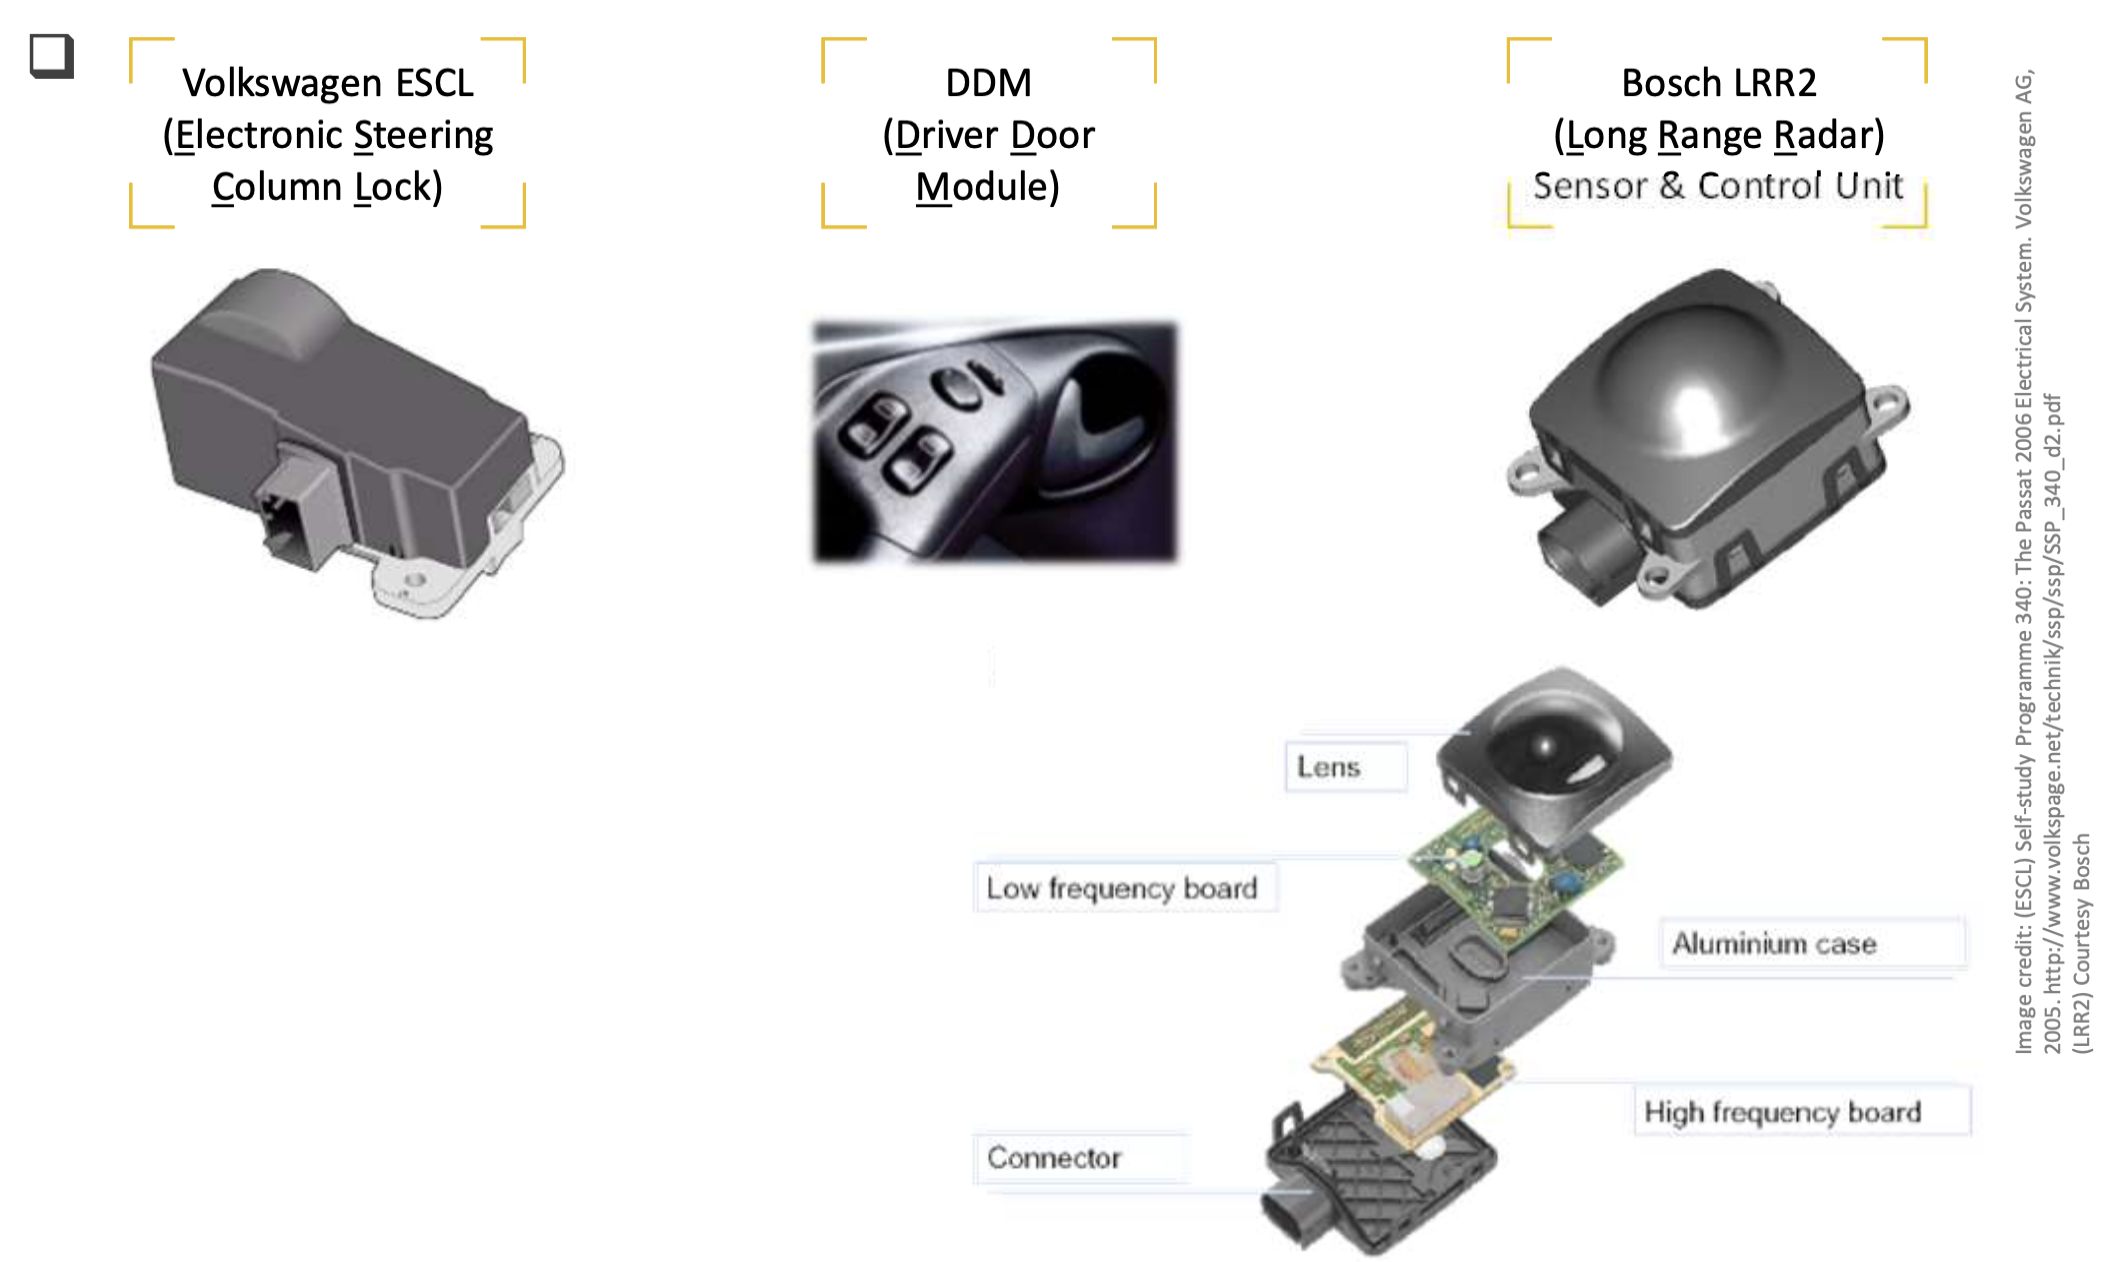 Volkswagen ESCL
(Electronic Steering
Column Lock)
DDM
(Driver Door
Module)
Bosch LRR2
(Long Range Radar)
Sensor & Control Unit
Lens
Low frequency board
Aluminium case
High frequency board
Connector
Image credit: (ESCL) Self-study Programme 340: The Passat 2006 Electrical System. Volkswagen AG,
2005. http://www.volkspage.net/technik/ssp/ssp/SSP_340_d2.pdf
(LRR2) Courtesy Bosch